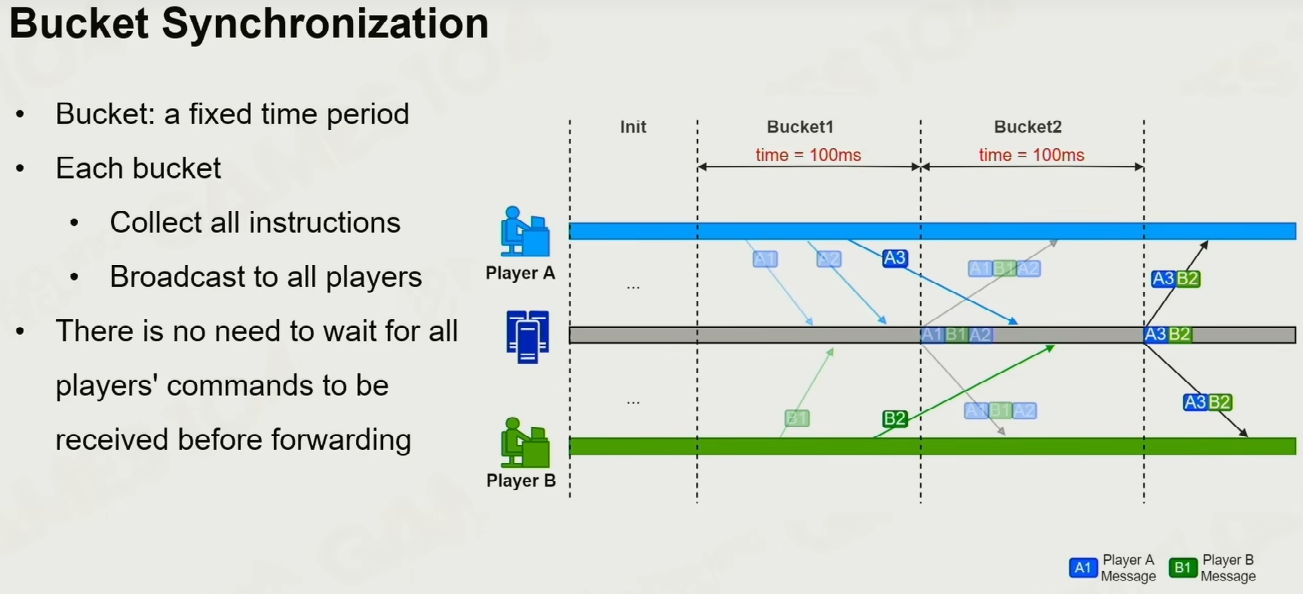 Bucket Synchronization
• Bucket: a fixed time period
• Each bucket
• Collect all instructions
• Broadcast to all players
• There is no need to wait for all
players' commands to be
received before forwarding
Init
Bucket1
Bucket2
time = 100ms
time = 100ms
Player A
A1
A2
A3
A1 B1 A2
A3 B2
...
A1 B1 A2
A3 B2
...
B1
B2
A1 B1 A2
A3 B2
Player B
A1 Player A
Message
B1 Player B
Message